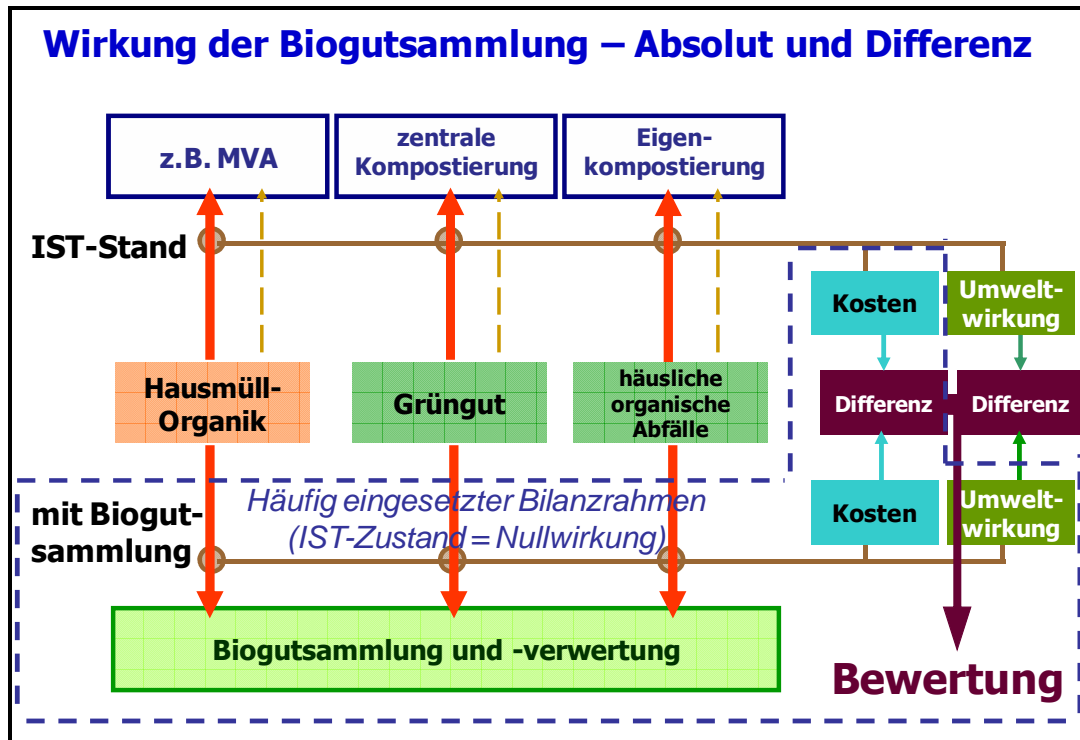 Wirkung der Biogutsammlung – Absolut und Differenz
z.B. MVA
zentrale
Kompostierung
Eigen-
kompostierung
IST-Stand
Kosten
Umwelt-
wirkung
Hausmüll-
Organik
Grüngut
häusliche
organische
Abfälle
Differenz
Differenz
mit Biogut-
sammlung
Häufig eingesetzter Bilanzrahmen
(IST-Zustand = Nullwirkung)
Kosten
Umwelt-
wirkung
Biogutsammlung und -verwertung
Bewertung